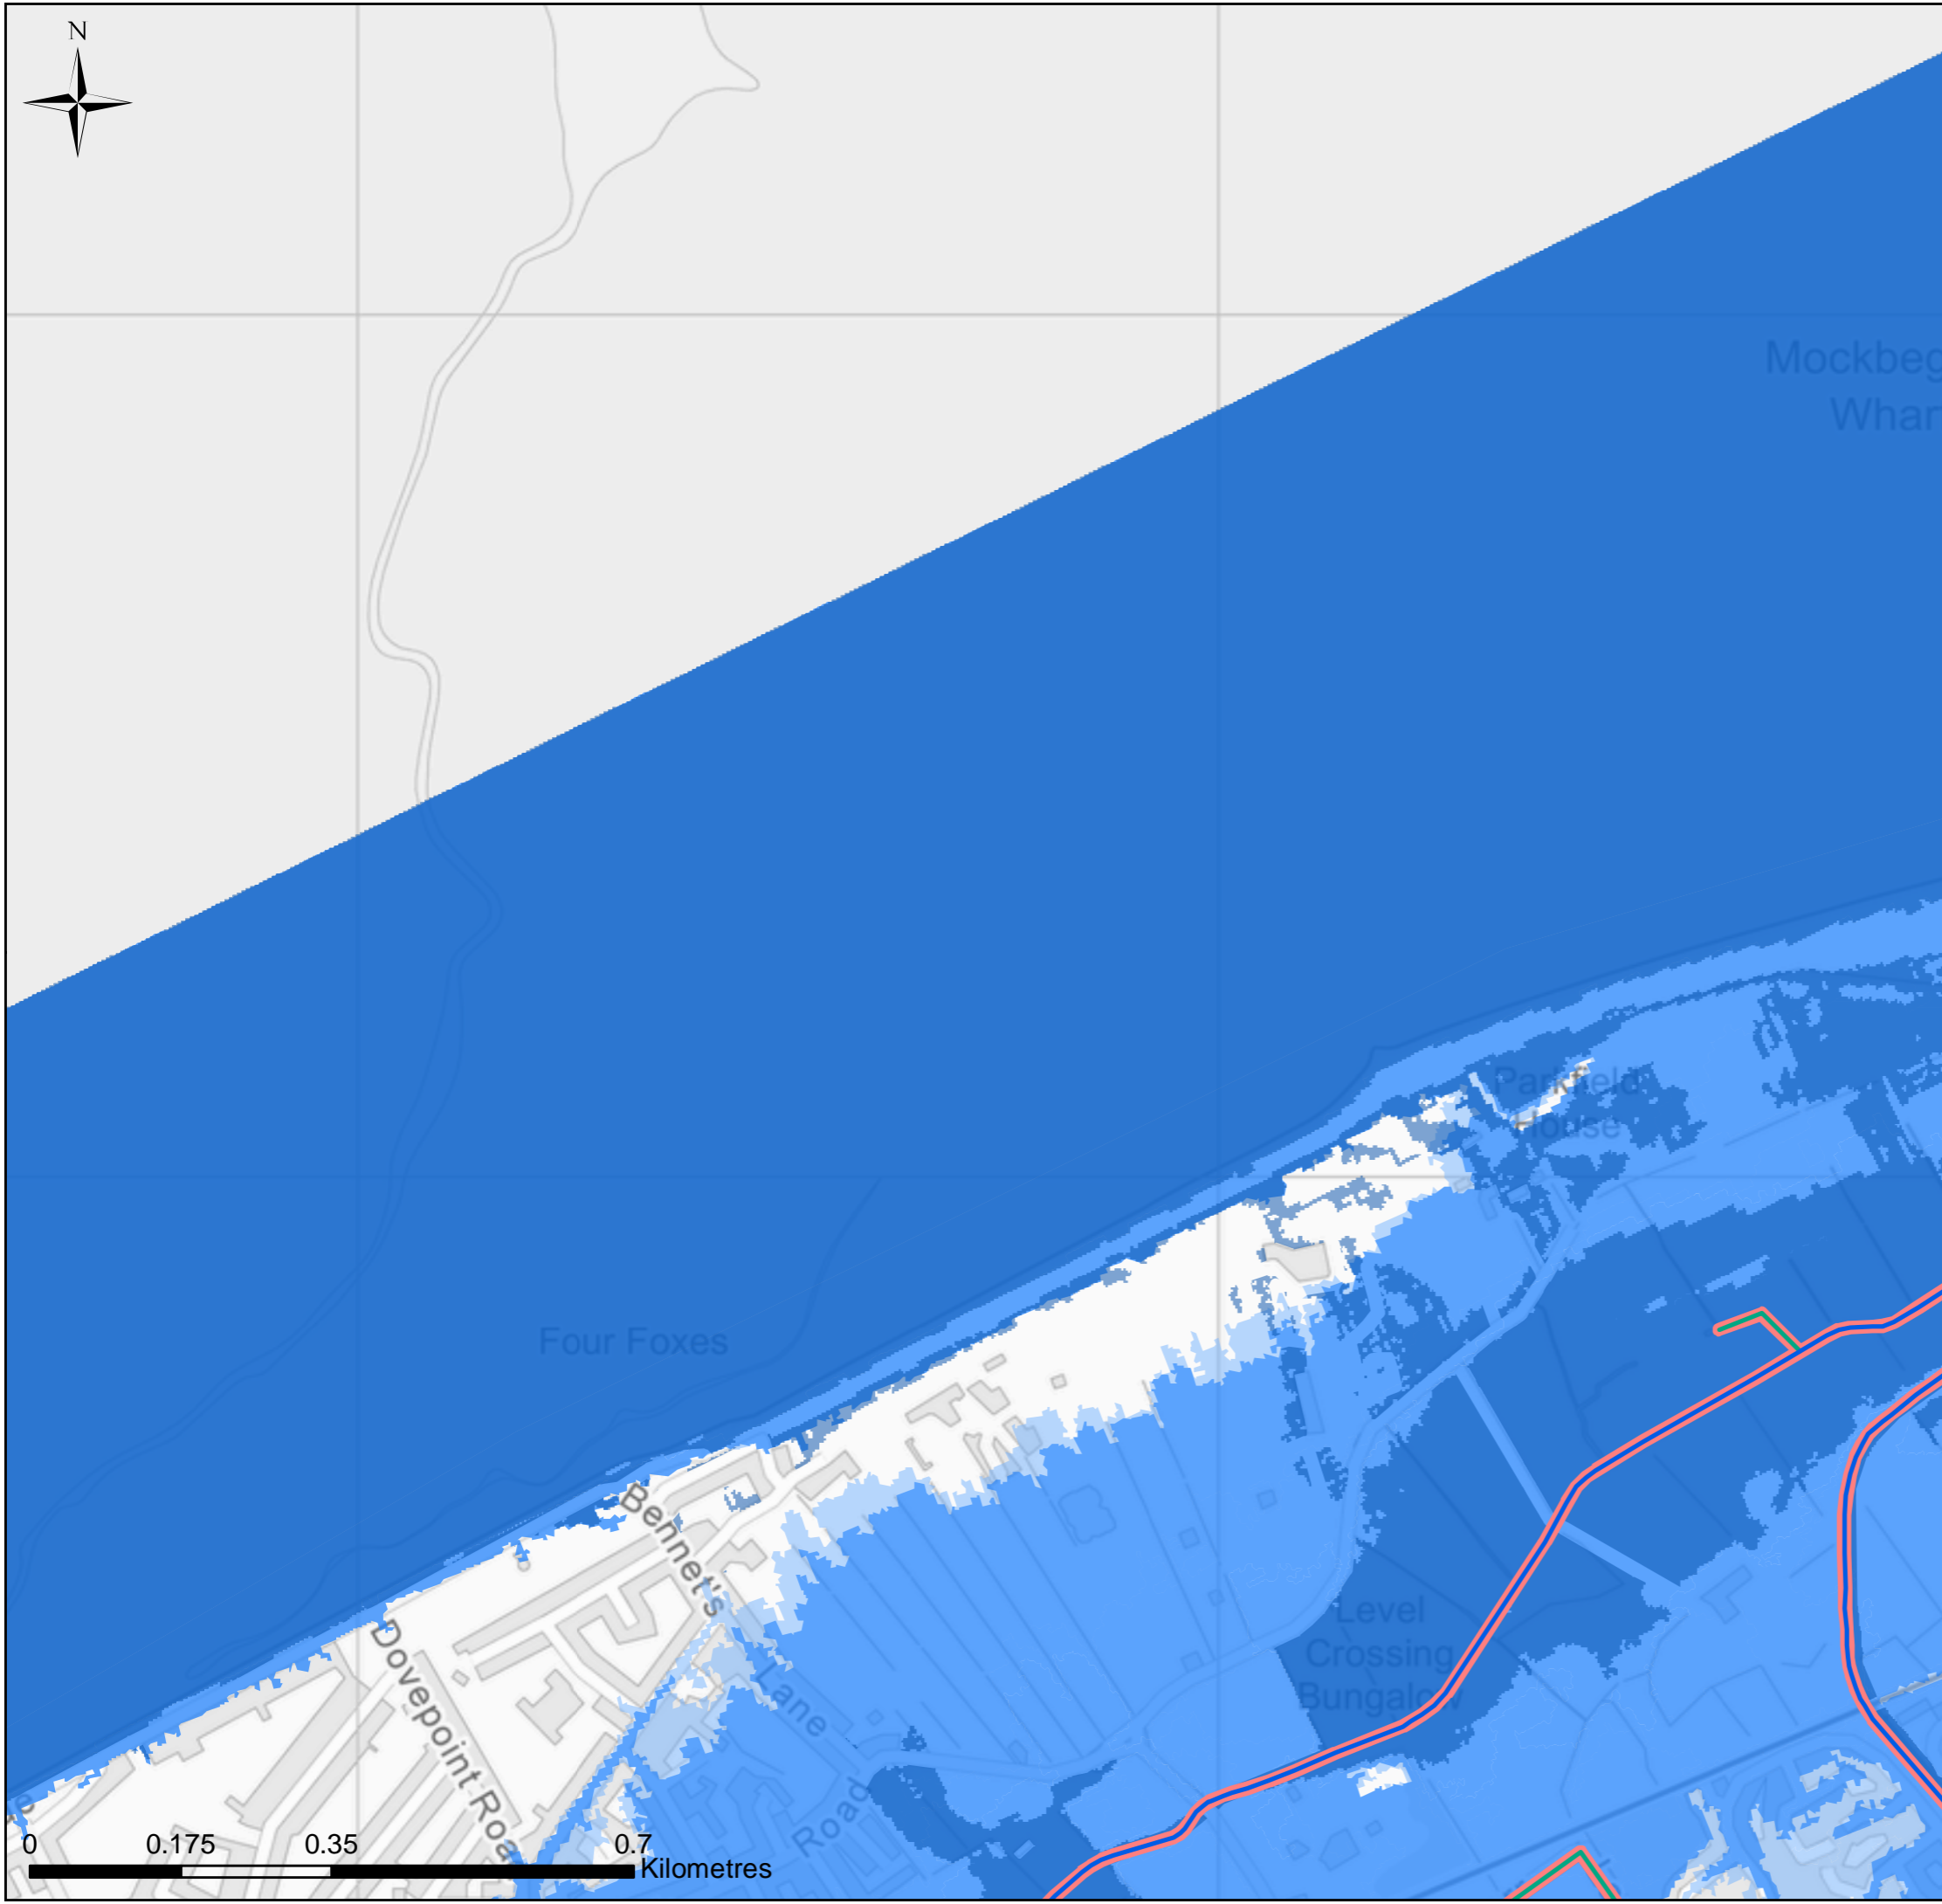 N
Mockbeg
Whar
Parkfield
House
Four Foxes
Bennet's
Lane
Level
Crossing
Bungalow
Dovepoint Roa
Road
0 0.175 0.35 0.7
Kilometres